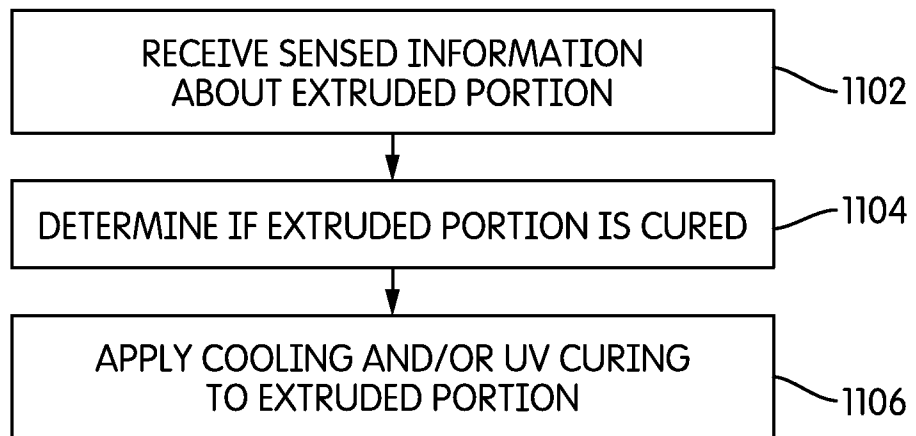 RECEIVE SENSED INFORMATION
ABOUT EXTRUDED PORTION
1102
DETERMINE IF EXTRUDED PORTION IS CURED
1104
APPLY COOLING AND/OR UV CURING
TO EXTRUDED PORTION
1106